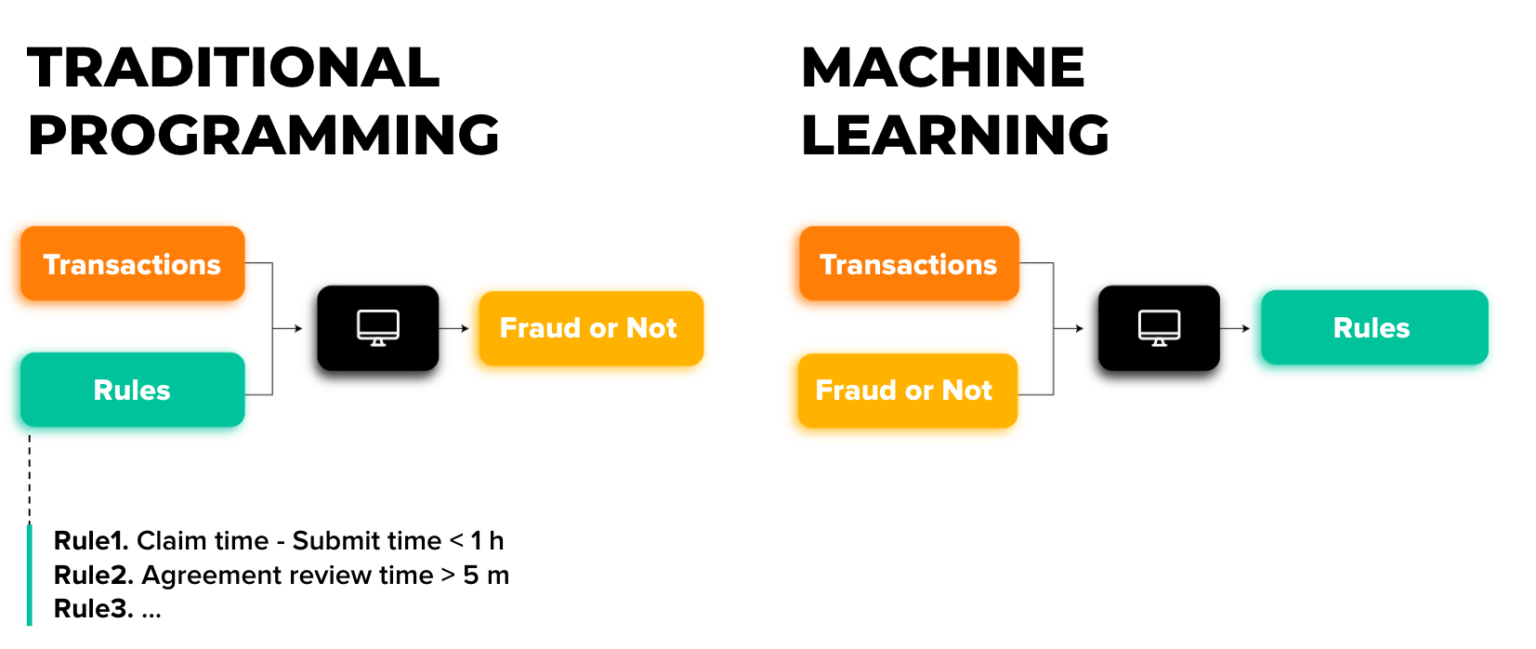 TRADITIONAL
PROGRAMMING
Transactions
Rules
Fraud or Not
Rule1. Claim time - Submit time < 1 h
Rule2. Agreement review time > 5 m
Rule3. ...
MACHINE
LEARNING
Transactions
Fraud or Not
Rules